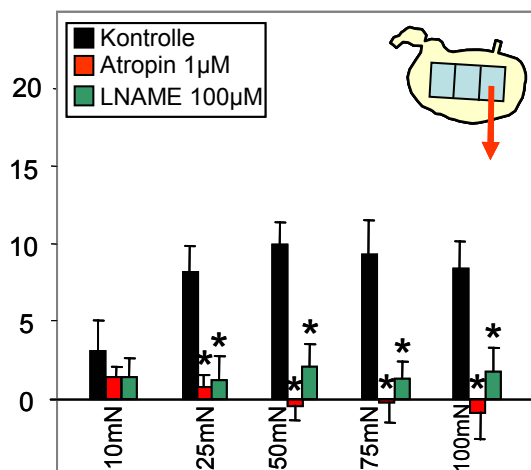 Kontrolle
Atropin 1µM
LNAME 100µM
20
15
10
5
0
* * * * * * * *
10mN 25mN 50mN 75mN 100mN